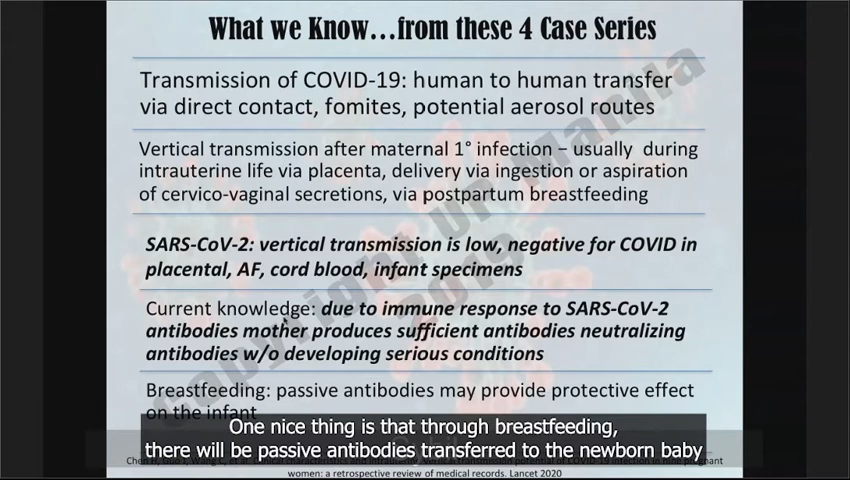 What we Know...from these 4 Case Series
Transmission of COVID-19: human to human transfer
via direct contact, fomites, potential aerosol routes
Vertical transmission after maternal 1° infection – usually during
intrauterine life via placenta, delivery via ingestion or aspiration
of cervico-vaginal secretions, via postpartum breastfeeding
SARS-CoV-2: vertical transmission is low, negative for COVID in
placental, AF, cord blood, infant specimens
Current knowledge: due to immune response to SARS-CoV-2
antibodies mother produces sufficient antibodies neutralizing
antibodies w/o developing serious conditions
Breastfeeding: passive antibodies may provide protective effect
on the infant
One nice thing is that through breastfeeding,
there will be passive antibodies transferred to the newborn baby
women: a retrospective review of medical records. Lancet 2020
Copyright UP Manila
2019